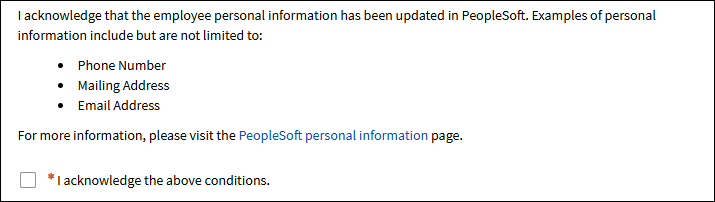 I acknowledge that the employee personal information has been updated in PeopleSoft. Examples of personal
information include but are not limited to:
• Phone Number
• Mailing Address
• Email Address
For more information, please visit the PeopleSoft personal information page.
* I acknowledge the above conditions.